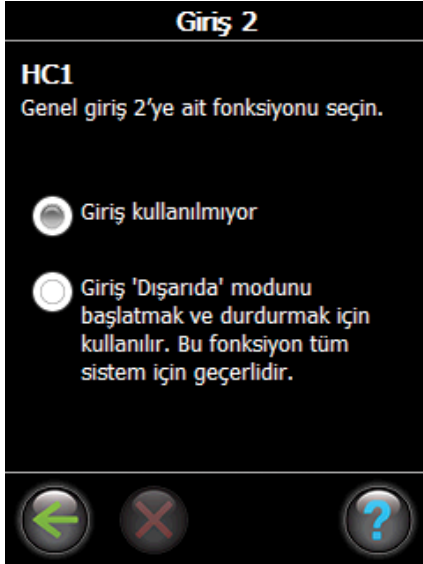 Giriş 2
HC1
Genel giriş 2'ye ait fonksiyonu seçin.
Giriş kullanılmıyor
Giriş 'Dışarıda' modunu
başlatmak ve durdurmak için
kullanılır. Bu fonksiyon tüm
sistem için geçerlidir.
?